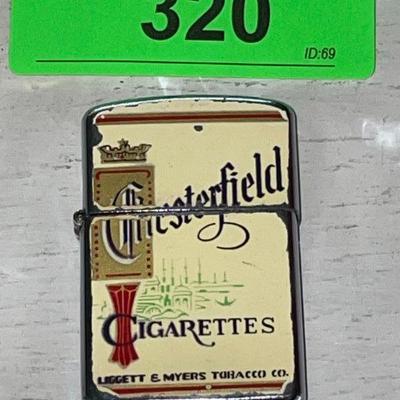 320
ID:69
Chesterfield
CIGARETTES
LIGGETT & MYERS TOBACCO CO.